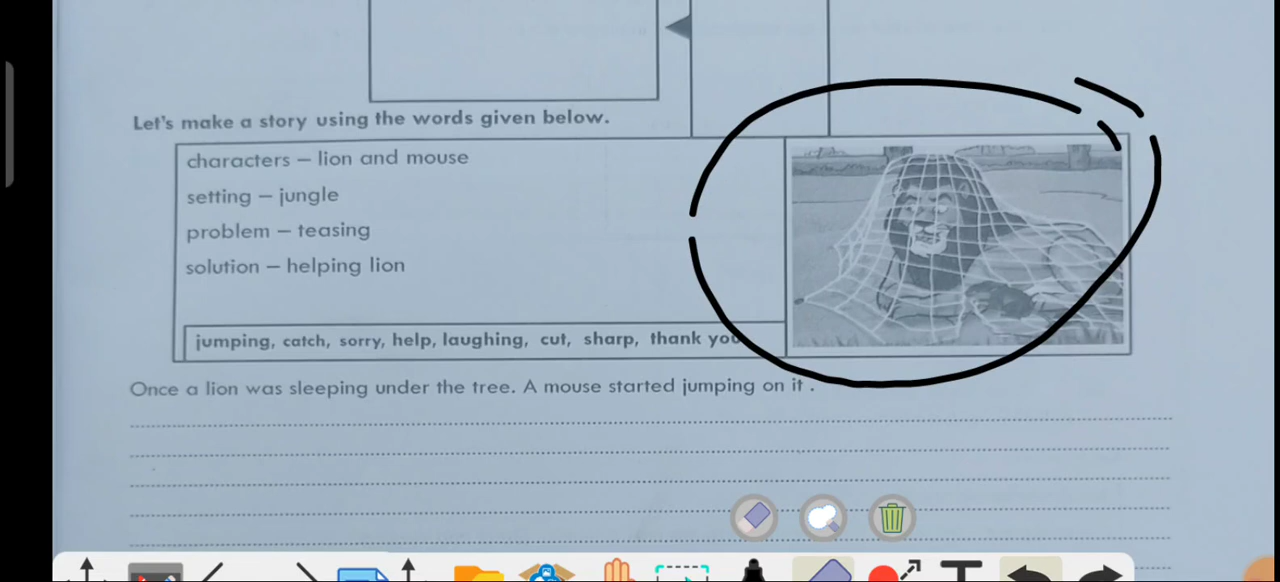 Let's make a story using the words given below.
characters – lion and mouse
setting – jungle
problem – teasing
solution – helping lion
jumping, catch, sorry, help, laughing, cut, sharp, thank you
Once a lion was sleeping under the tree. A mouse started jumping on it .